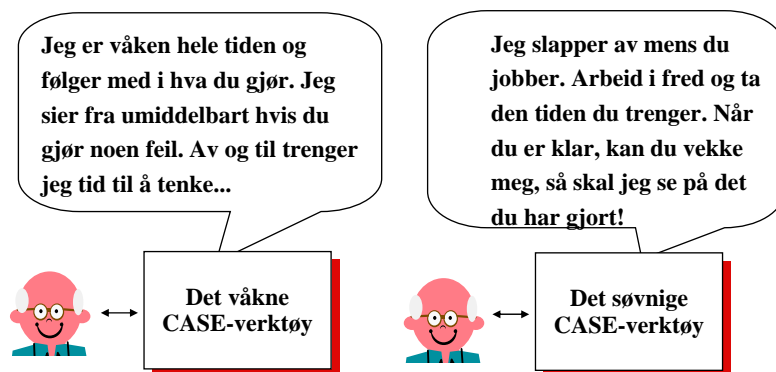 Jeg er våken hele tiden og
følger med i hva du gjør. Jeg
sier fra umiddelbart hvis du
gjør noen feil. Av og til trenger
jeg tid til å tenke...
Det våkne
CASE-verktøy
Jeg slapper av mens du
jobber. Arbeid i fred og ta
den tiden du trenger. Når
du er klar, kan du vekke
meg, så skal jeg se på det
du har gjort!
Det søvnige
CASE-verktøy